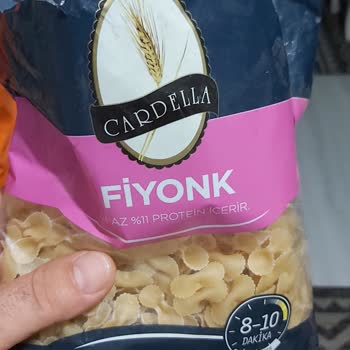 CARDELLA
FİYONK
AZ %11 PROTEİN İÇERİR.
8-10
DAKİKA